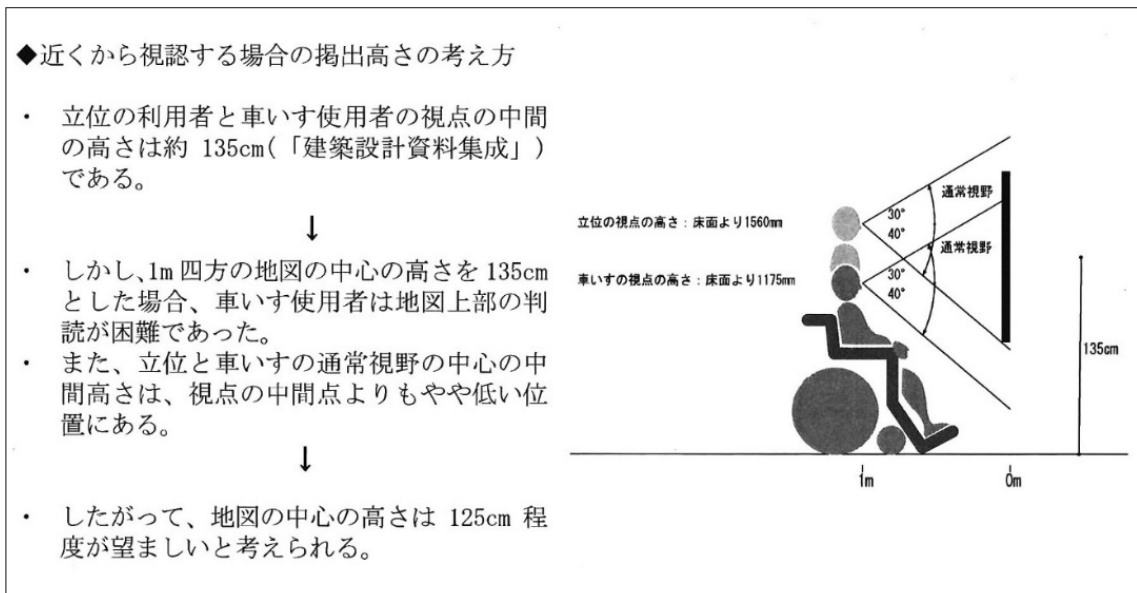 ◆近くから視認する場合の掲出高さの考え方
・ 立位の利用者と車いす使用者の視点の中間
の高さは約 135cm(「建築設計資料集成」)
である。
↓
・ しかし、1m 四方の地図の中心の高さを 135cm
とした場合、車いす使用者は地図上部の判
読が困難であった。
・ また、立位と車いすの通常視野の中心の中
間高さは、視点の中間点よりもやや低い位
置にある。
↓
・ したがって、地図の中心の高さは 125cm 程
度が望ましいと考えられる。
通常視野
立位の視点の高さ：床面より1560mm
30°
40°
通常視野
車いすの視点の高さ：床面より1175mm
30°
40°
135cm
1m
0m